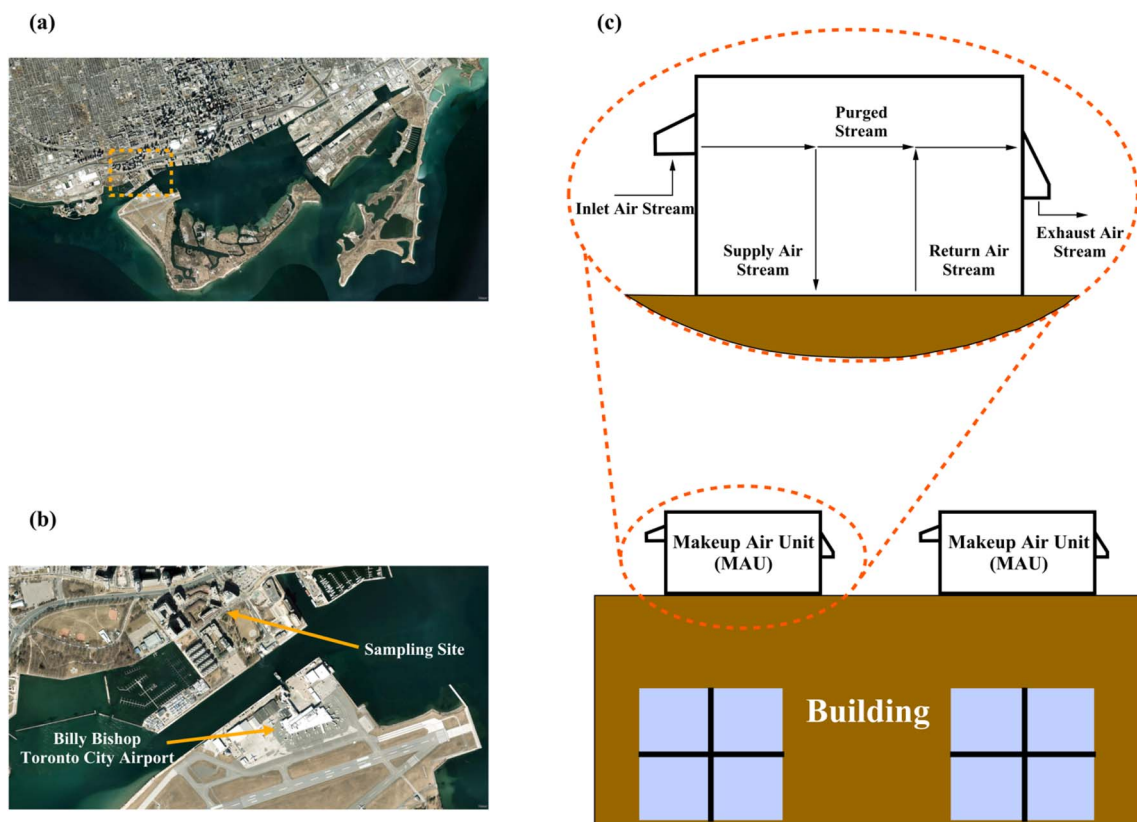 (a)
(b)
Sampling Site
Billy Bishop
Toronto City Airport
(c)
Purged
Stream
Inlet Air Stream
Supply Air
Stream
Return Air
Stream
Exhaust Air
Stream
Makeup Air Unit
(MAU)
Makeup Air Unit
(MAU)
Building